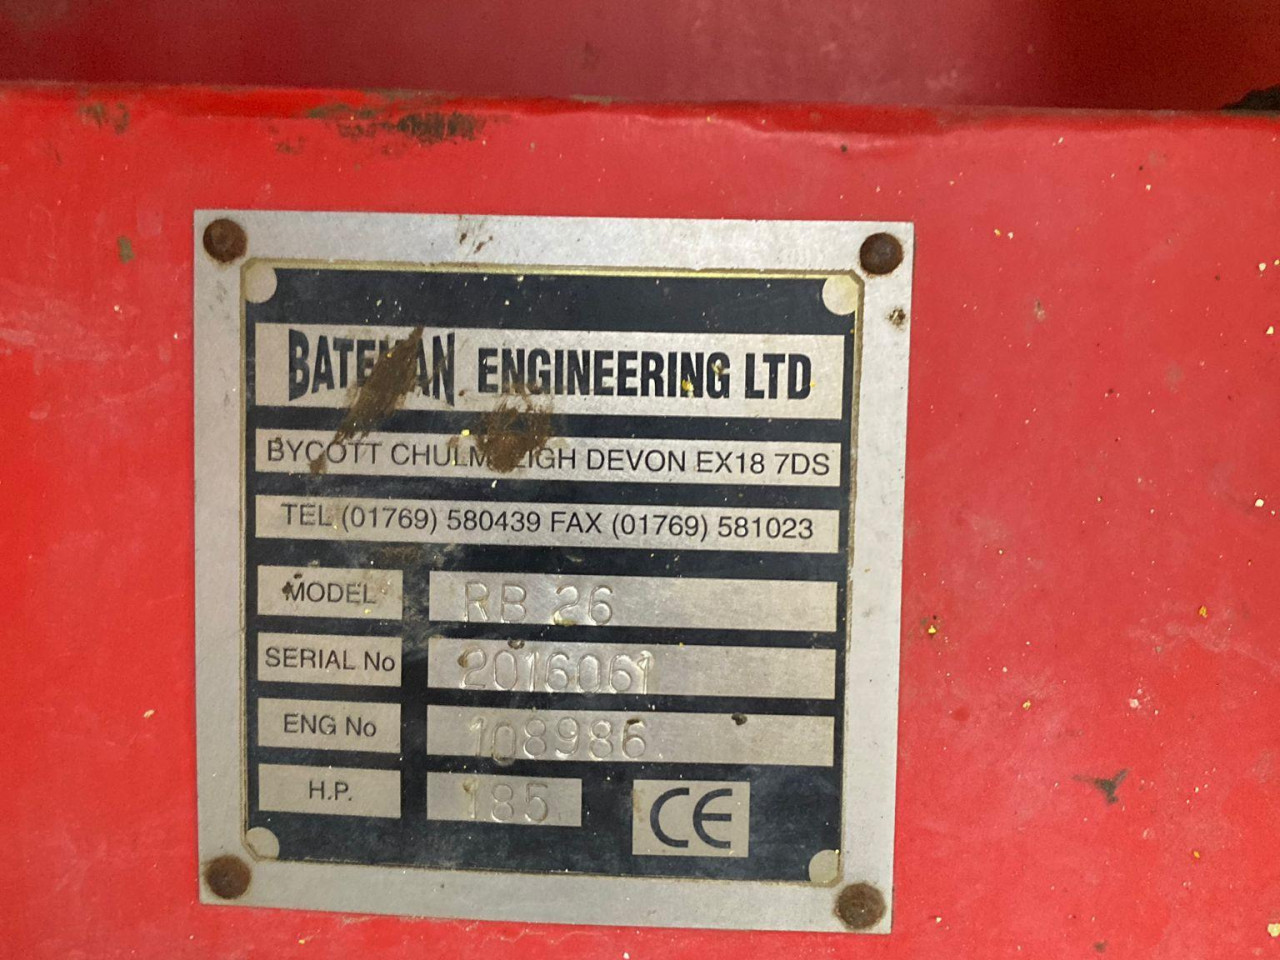 BATEMAN ENGINEERING LTD
BYCOTT CHULMLEIGH DEVON EX18 7DS
TEL (01769) 580439 FAX (01769) 581023
MODEL RB 26
SERIAL No 2016061
ENG No 108986
H.P. 185 CE